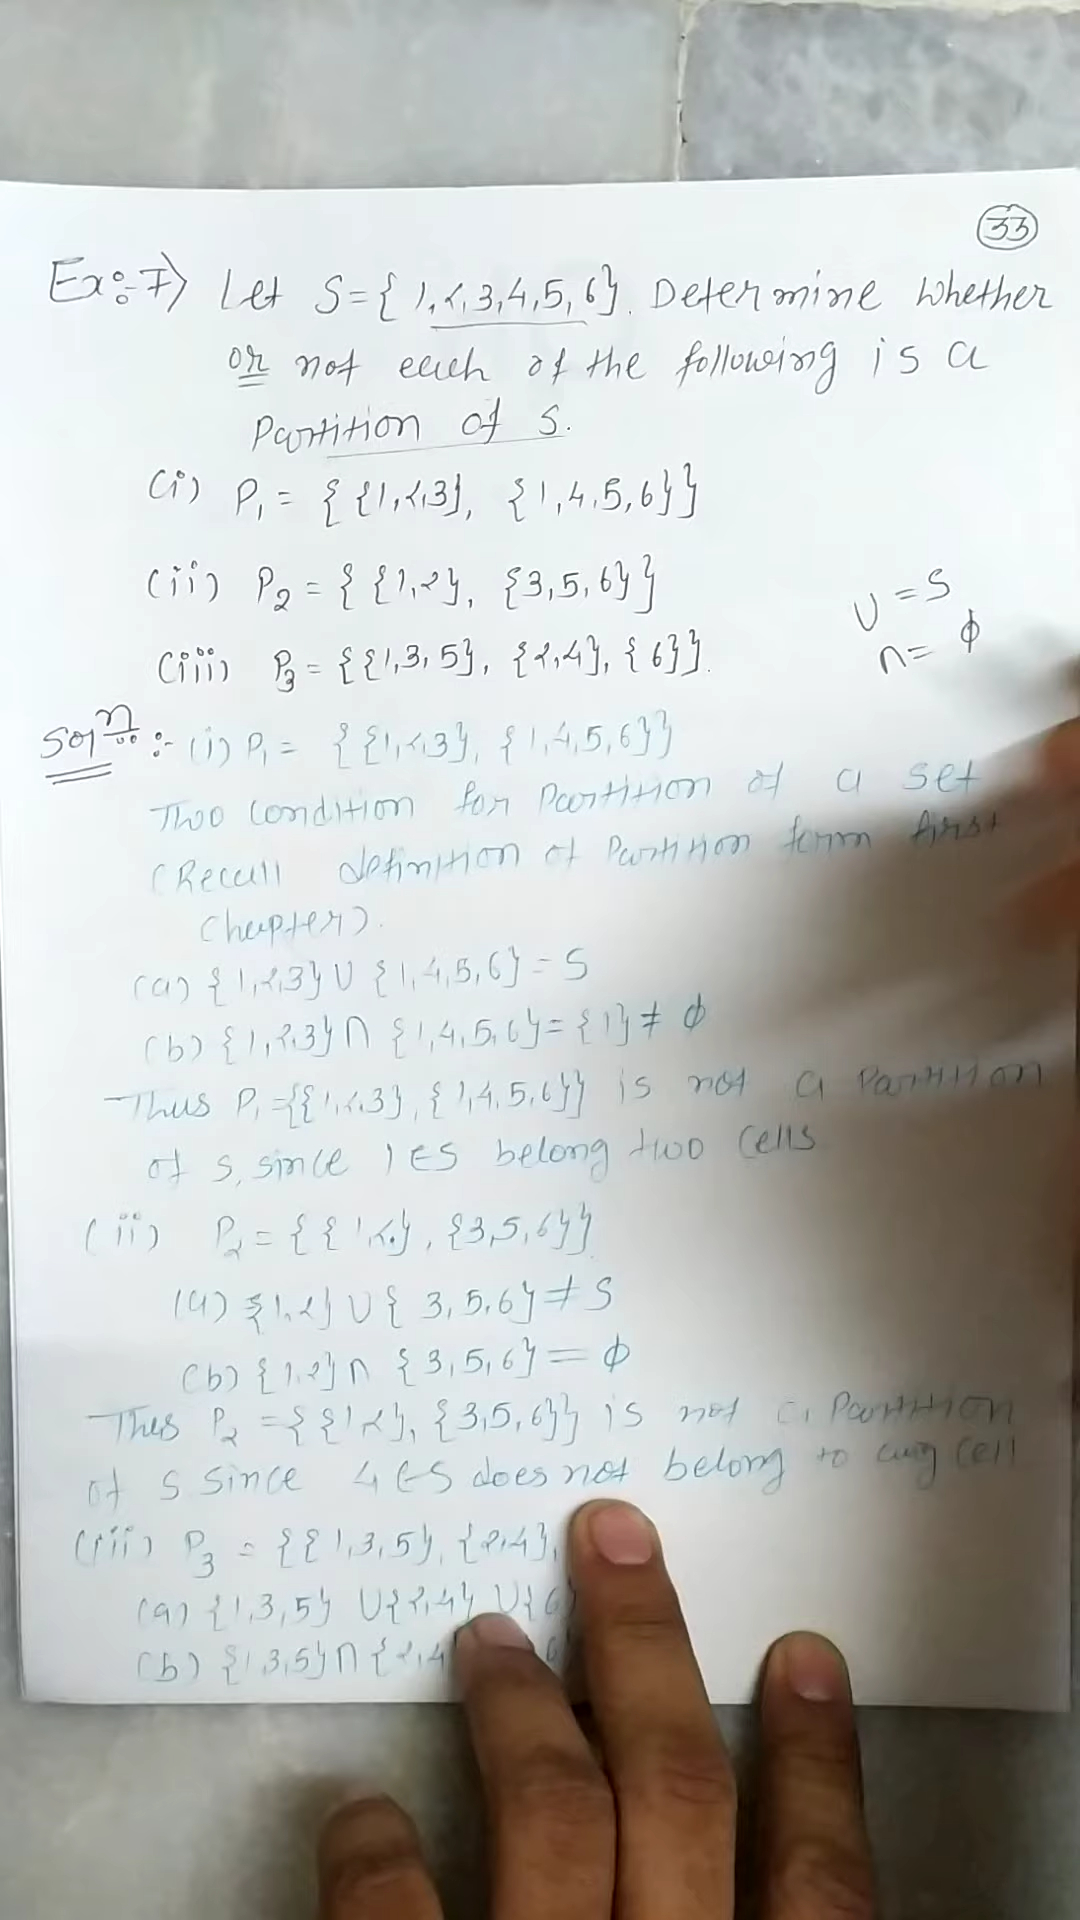 33
Ex:-7) Let S={1,2,3,4,5,6}. Determine whether
or not each of the following is a
Partition of S.
(i) P₁ = {{1,2,3}, {1,4,5,6}}
(ii) P₂ = {{1,2}, {3,5,6}}
U = S
(iii) P₃ = {{1,3,5}, {2,4}, {6}}.
∩ = ϕ
Solⁿ :- (i) P₁ = {{1,2,3}, {1,4,5,6}}
Two condition for Partition of a set
(Recall definition of Partition form first
Chapter).
(a) {1,2,3} ∪ {1,4,5,6} = S
(b) {1,2,3} ∩ {1,4,5,6} = {1} ≠ ϕ
Thus P₁ = {{1,2,3}, {1,4,5,6}} is not a Partition
of S, since 1 ∈ S belong two cells
(ii) P₂ = {{1,2}, {3,5,6}}
(a) {1,2} ∪ {3,5,6} ≠ S
(b) {1,2} ∩ {3,5,6} = ϕ
Thus P₂ = {{1,2}, {3,5,6}} is not a Partition
of S since 4 ∈ S does not belong to any cell
(iii) P₃ = {{1,3,5}, {2,4},
(a) {1,3,5} ∪ {2,4} ∪ {6
(b) {1,3,5} ∩ {2,4 6